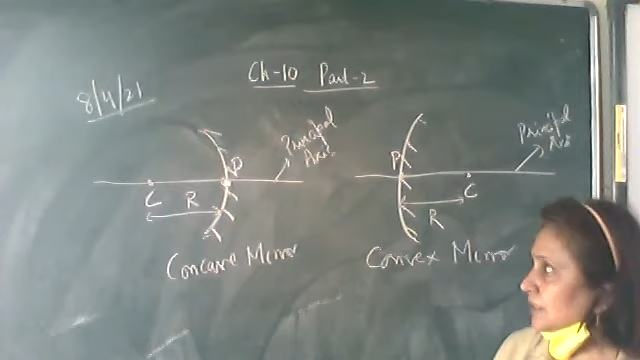 8/4/21
Ch-10 Part-2
P
Principal
Axis
C
R
Concave Mirror
P
Principal
Axis
C
R
Convex Mirror